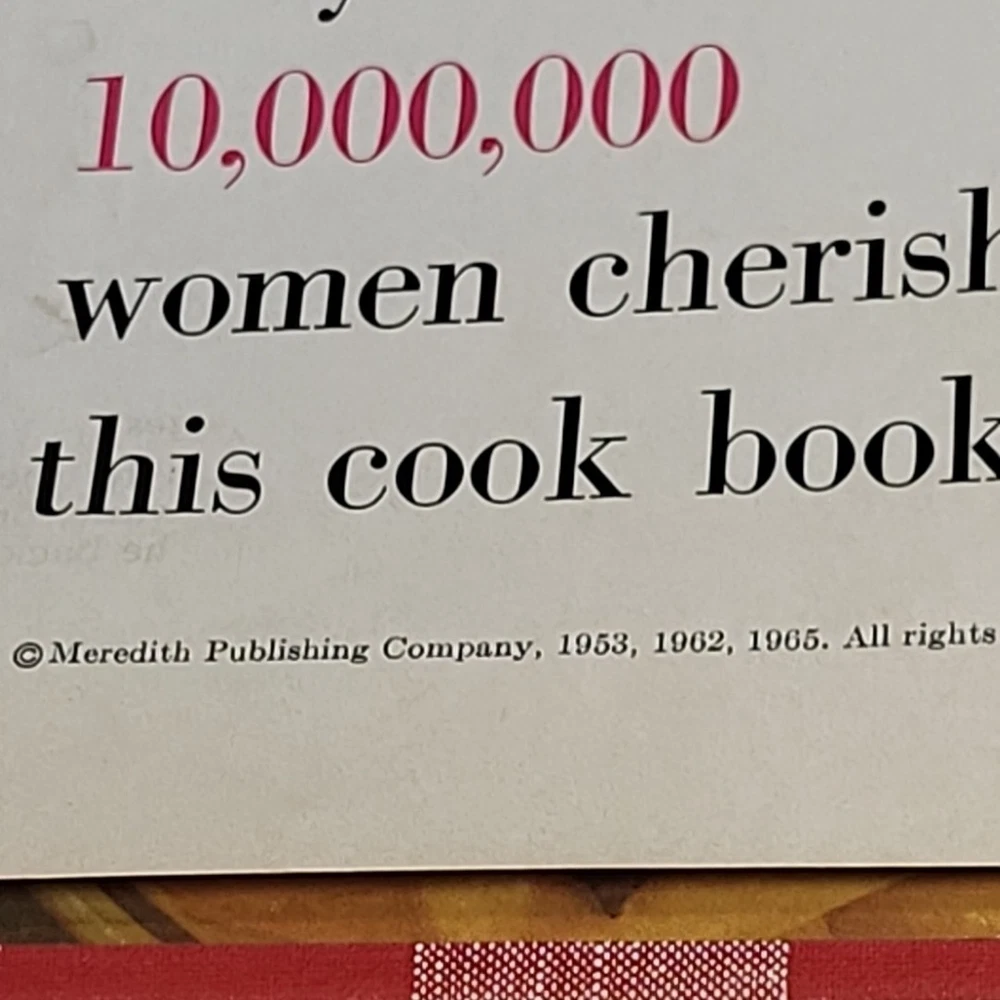 10,000,000
women cherish
this cook book
©Meredith Publishing Company, 1953, 1962, 1965. All rights